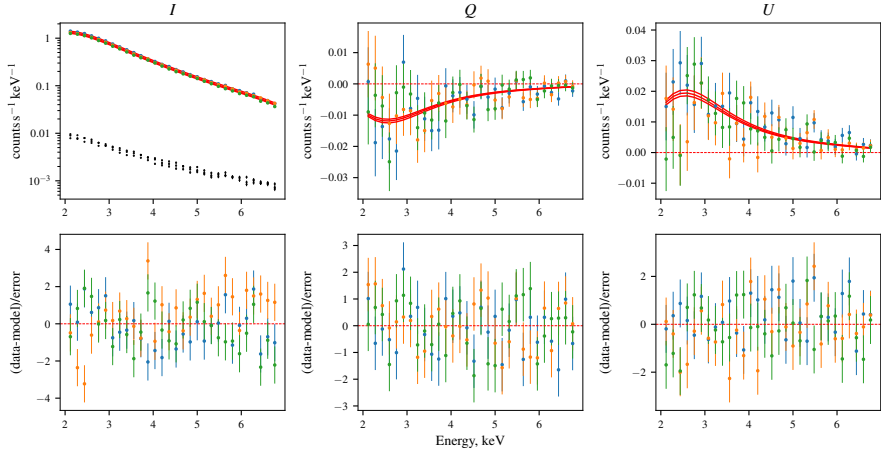 I
Q
U
counts s⁻¹ keV⁻¹
1
0.1
0.01
10⁻³
2 3 4 5 6
counts s⁻¹ keV⁻¹
0.01
0.00
−0.01
−0.02
−0.03
2 3 4 5 6
counts s⁻¹ keV⁻¹
0.04
0.03
0.02
0.01
0.00
−0.01
2 3 4 5 6
(data-model)/error
4
2
0
−2
−4
2 3 4 5 6
(data-model)/error
3
2
1
0
−1
−2
−3
2 3 4 5 6
(data-model)/error
2
0
−2
2 3 4 5 6
Energy, keV